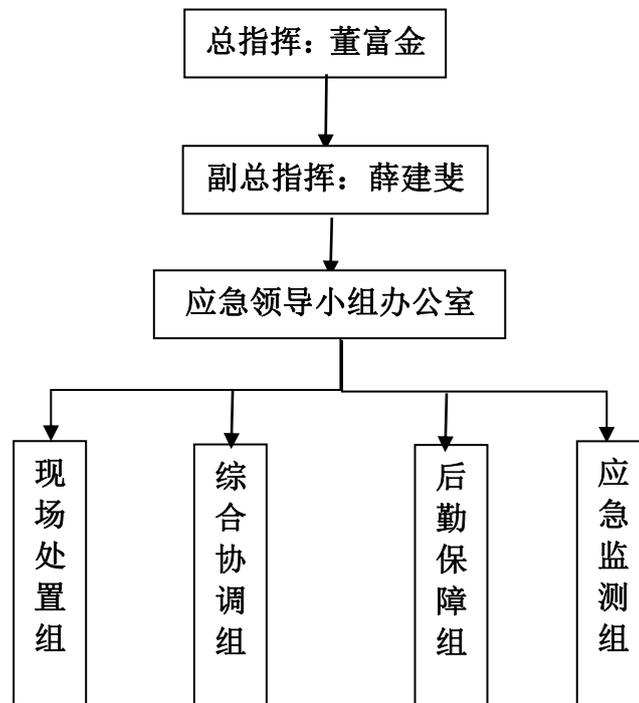 总指挥：董富金
副总指挥：薛建斐
应急领导小组办公室
现场处置组
综合协调组
后勤保障组
应急监测组